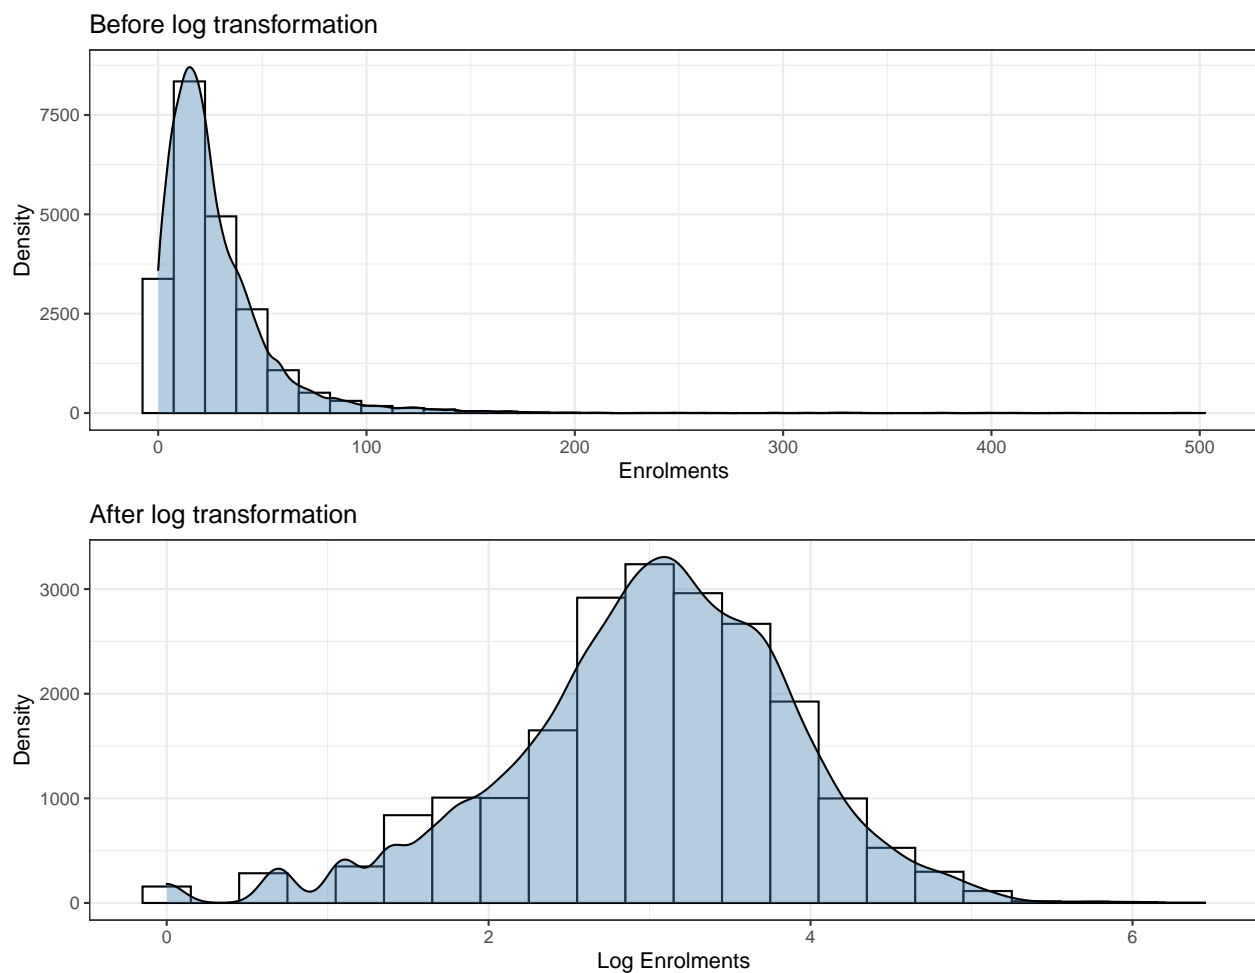 Before log transformation
7500
5000
2500
0
Density
0 100 200 300 400 500
Enrolments
After log transformation
3000
2000
1000
0
Density
0 2 4 6
Log Enrolments